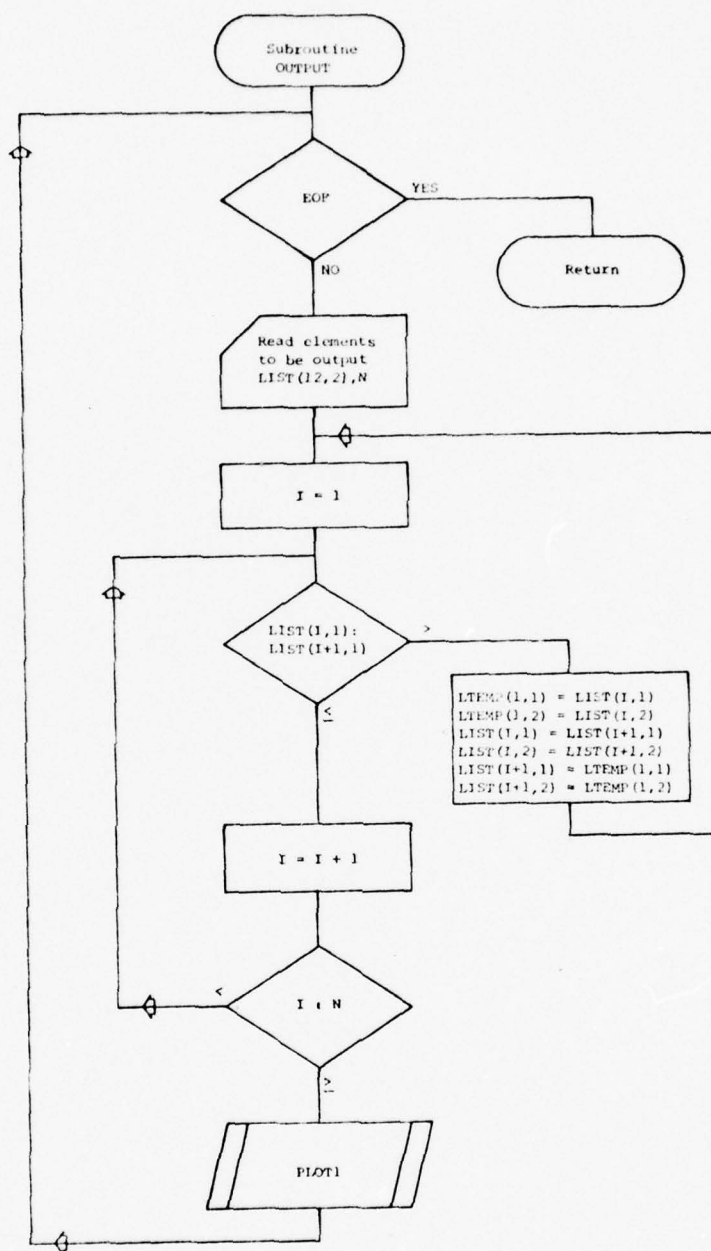 Subroutine
OUTPUT
EOF
YES
Return
NO
Read elements
to be output
LIST(12,2),N
I = 1
LIST(I,1):
LIST(I+1,1)
>
≤
LTEMP(1,1) = LIST(I,1)
LTEMP(1,2) = LIST(I,2)
LIST(I,1) = LIST(I+1,1)
LIST(I,2) = LIST(I+1,2)
LIST(I+1,1) = LTEMP(1,1)
LIST(I+1,2) = LTEMP(1,2)
I = I + 1
<
I : N
≥
PLOT1